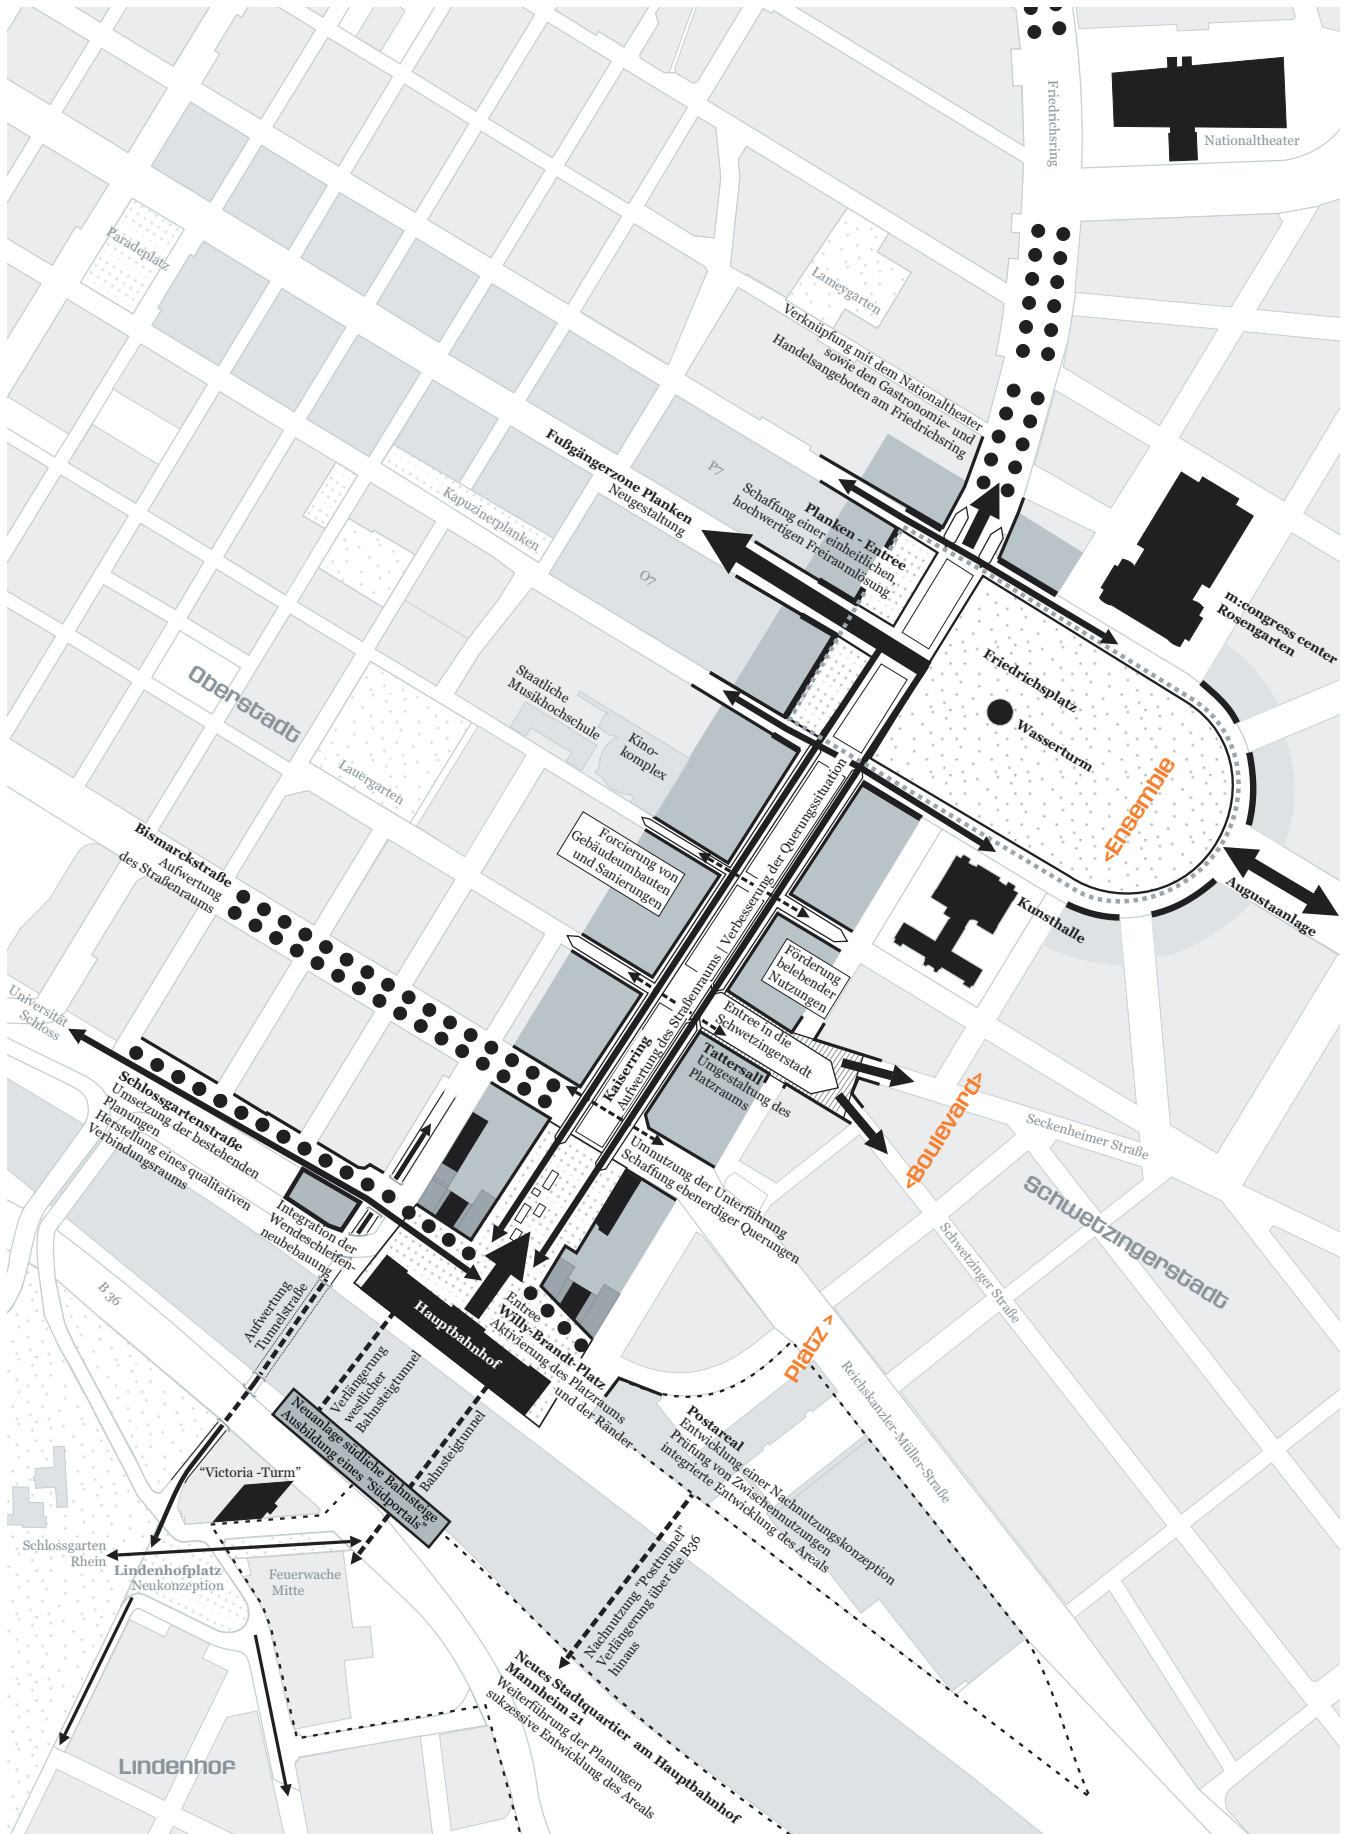 Friedrichsring
Nationaltheater
Paradeplatz
Lameygarten
Verknüpfung mit dem Nationaltheater
sowie den Gastronomie- und
Handelsangeboten am Friedrichsring
Fußgängerzone Planken
Neugestaltung
P7
Planken - Entree
Schaffung einer einheitlichen,
hochwertigen Freiraumlösung
Kapuzinerplanken
O7
m:congress center
Rosengarten
Friedrichsplatz
Wasserturm
<Ensemble
Oberstadt
Staatliche
Musikhochschule
Kino-
komplex
Lauergarten
Forcierung von
Gebäudeumbauten
und Sanierungen
Bismarckstraße
Aufwertung
des Straßenraums
Augustaanlage
Kunsthalle
Förderung
belebender
Nutzungen
Kaiserring
Aufwertung des Straßenraums | Verbesserung der Querungssituation
Entree in die
Schwetzingerstadt
Tattersall
Umgestaltung des
Platzraums
Universität
Schloss
Schlossgartenstraße
Umsetzung der bestehenden
Planungen
Herstellung eines qualitativen
Verbindungsraums
<Boulevard>
Seckenheimer Straße
Umnutzung der Unterführung
Schaffung ebenerdiger Querungen
Schwetzingerstadt
Schwetzinger Straße
Integration der
Wendeschleifen-
neubebauung
B 36
Aufwertung
Tunnelstraße
Hauptbahnhof
Entree
Willy-Brandt-Platz
Aktivierung des Platzraums
und der Ränder
Platz >
Reichskanzler-Müller-Straße
Verlängerung
westlicher
Bahnsteigtunnel
Bahnsteigtunnel
Neuanlage südliche Bahnsteige
Ausbildung eines "Südportals"
Postareal
Entwicklung einer Nachnutzungskonzeption
Prüfung von Zwischennutzungen
integrierte Entwicklung des Areals
"Victoria -Turm"
Schlossgarten
Rhein
Lindenhofplatz
Neukonzeption
Feuerwache
Mitte
Nachnutzung "Posttunnel"
Verlängerung über die B36
hinaus
Neues Stadtquartier am Hauptbahnhof
Mannheim 21
Weiterführung der Planungen
sukzessive Entwicklung des Areals
Lindenhof